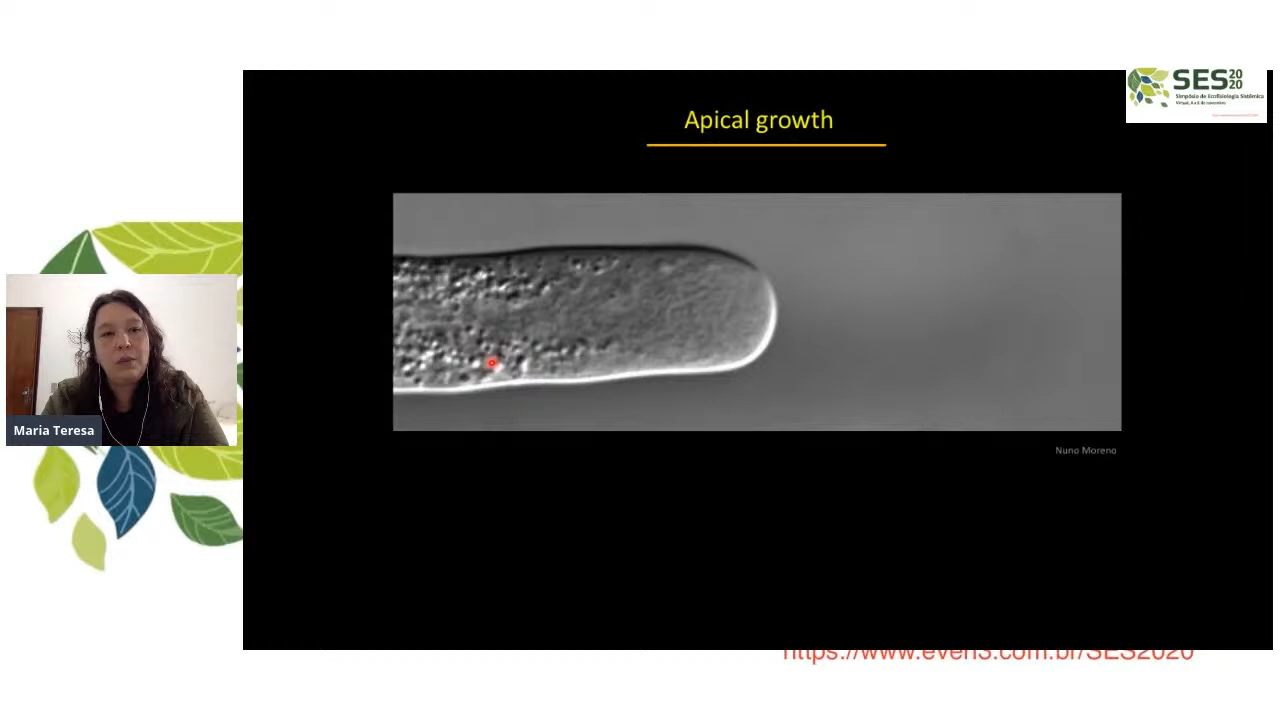 SES 20
20
Simpósio de Ecofisiologia Sistêmica
Virtual, 4 a 6 de novembro
Apical growth
Maria Teresa
Nuno Moreno
https://www.even3.com.br/SES2020